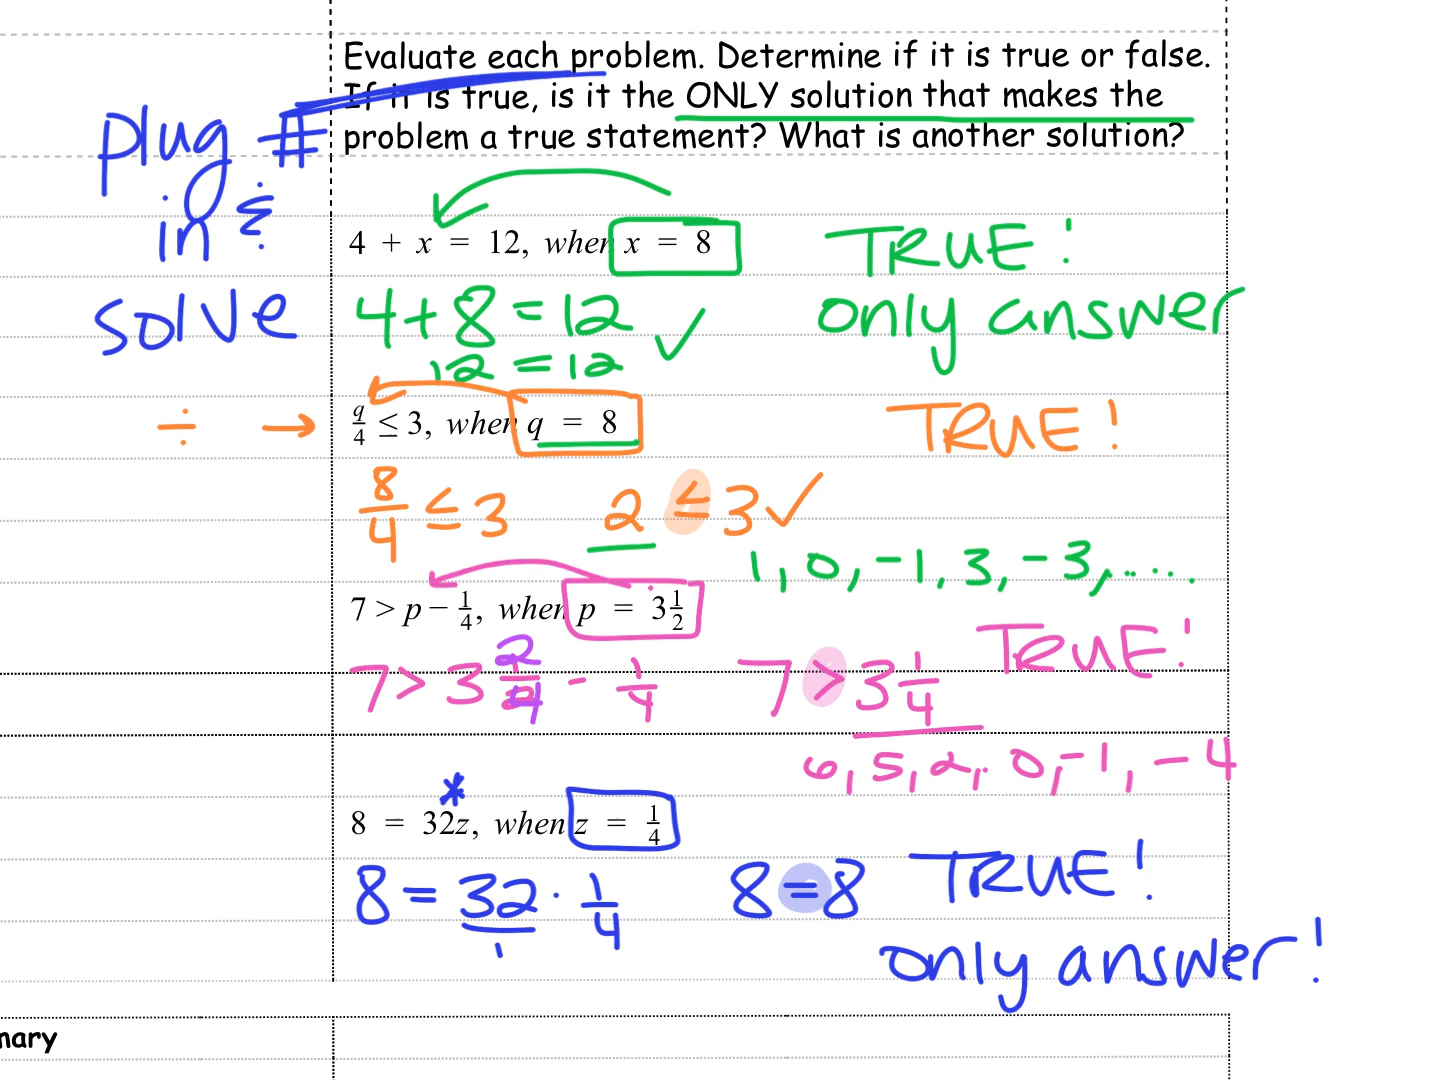 Evaluate each problem. Determine if it is true or false.
If it is true, is it the ONLY solution that makes the
problem a true statement? What is another solution?
plug #
in &
solve
4 + x = 12, when x = 8
TRUE!
4+8=12 ✓
only answer
12 = 12
÷ →
q/4 ≤ 3, when q = 8
TRUE!
8/4 ≤ 3
2 ≤ 3 ✓
1, 0, -1, 3, -3, ....
7 > p − 1/4, when p = 3 1/2
TRUE!
7 > 3 2/4 - 1/4
7 > 3 1/4
6, 5, 2, 0, -1, -4
*
8 = 32z, when z = 1/4
8 = 32/1 · 1/4
8 = 8
TRUE!
only answer!
mary